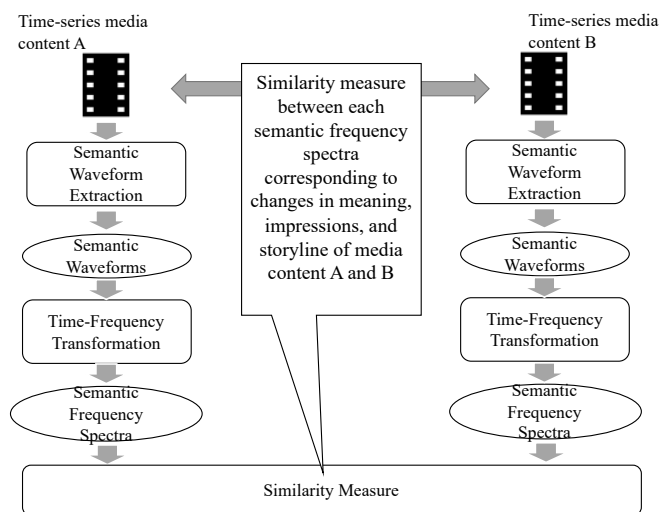 Time-series media
content A
Semantic
Waveform
Extraction
Semantic
Waveforms
Time-Frequency
Transformation
Semantic
Frequency
Spectra
Similarity measure
between each
semantic frequency
spectra
corresponding to
changes in meaning,
impressions, and
storyline of media
content A and B
Time-series media
content B
Semantic
Waveform
Extraction
Semantic
Waveforms
Time-Frequency
Transformation
Semantic
Frequency
Spectra
Similarity Measure